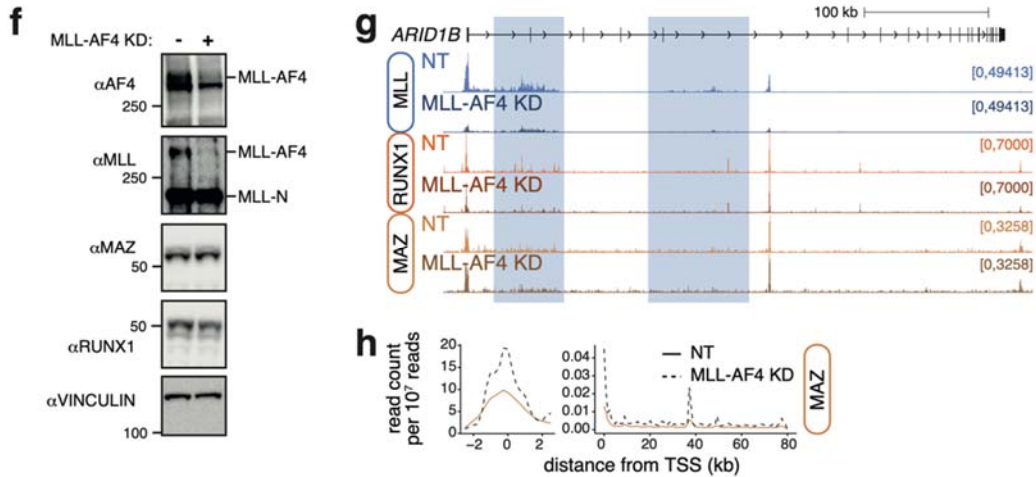 f
MLL-AF4 KD: - +
αAF4
MLL-AF4
250
αMLL
MLL-AF4
250
MLL-N
αMAZ
50
50
αRUNX1
αVINCULIN
100
g
100 kb
ARID1B
MLL
NT
[0,49413]
MLL-AF4 KD
[0,49413]
RUNX1
NT
[0,7000]
MLL-AF4 KD
[0,7000]
MAZ
NT
[0,3258]
MLL-AF4 KD
[0,3258]
h
read count
per 10⁷ reads
20
15
10
5
0
−2 0 2
0.04
0.03
0.02
0.01
0.00
0 20 40 60 80
NT
MLL-AF4 KD
MAZ
distance from TSS (kb)